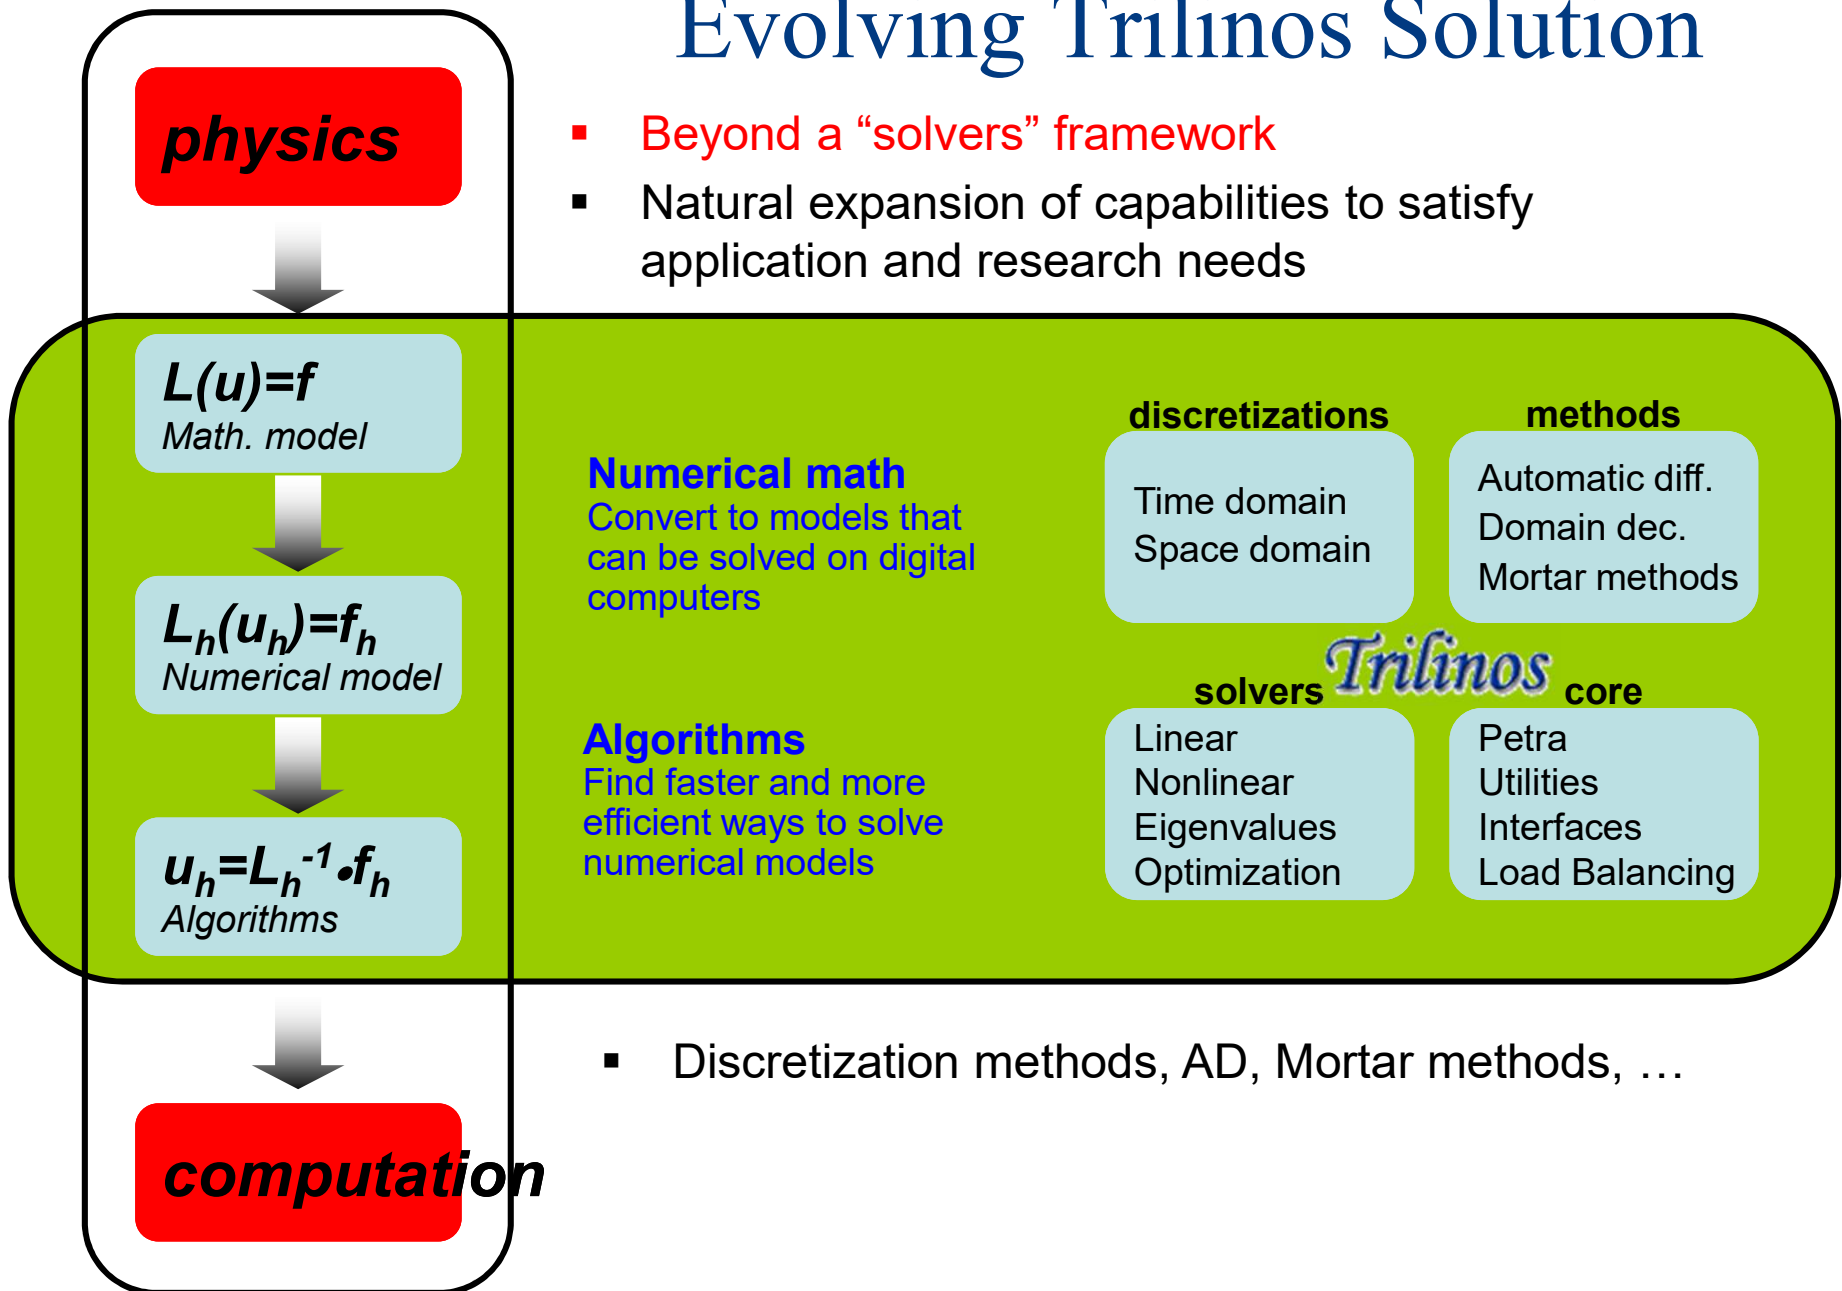 Evolving Trilinos Solution
physics
▪ Beyond a “solvers” framework
▪ Natural expansion of capabilities to satisfy
application and research needs
L(u)=f
Math. model
Numerical math
Convert to models that
can be solved on digital
computers
discretizations
Time domain
Space domain
methods
Automatic diff.
Domain dec.
Mortar methods
Lh(uh)=fh
Numerical model
Trilinos
Algorithms
Find faster and more
efficient ways to solve
numerical models
solvers
Linear
Nonlinear
Eigenvalues
Optimization
core
Petra
Utilities
Interfaces
Load Balancing
uh=Lh-1•fh
Algorithms
▪ Discretization methods, AD, Mortar methods, …
computation